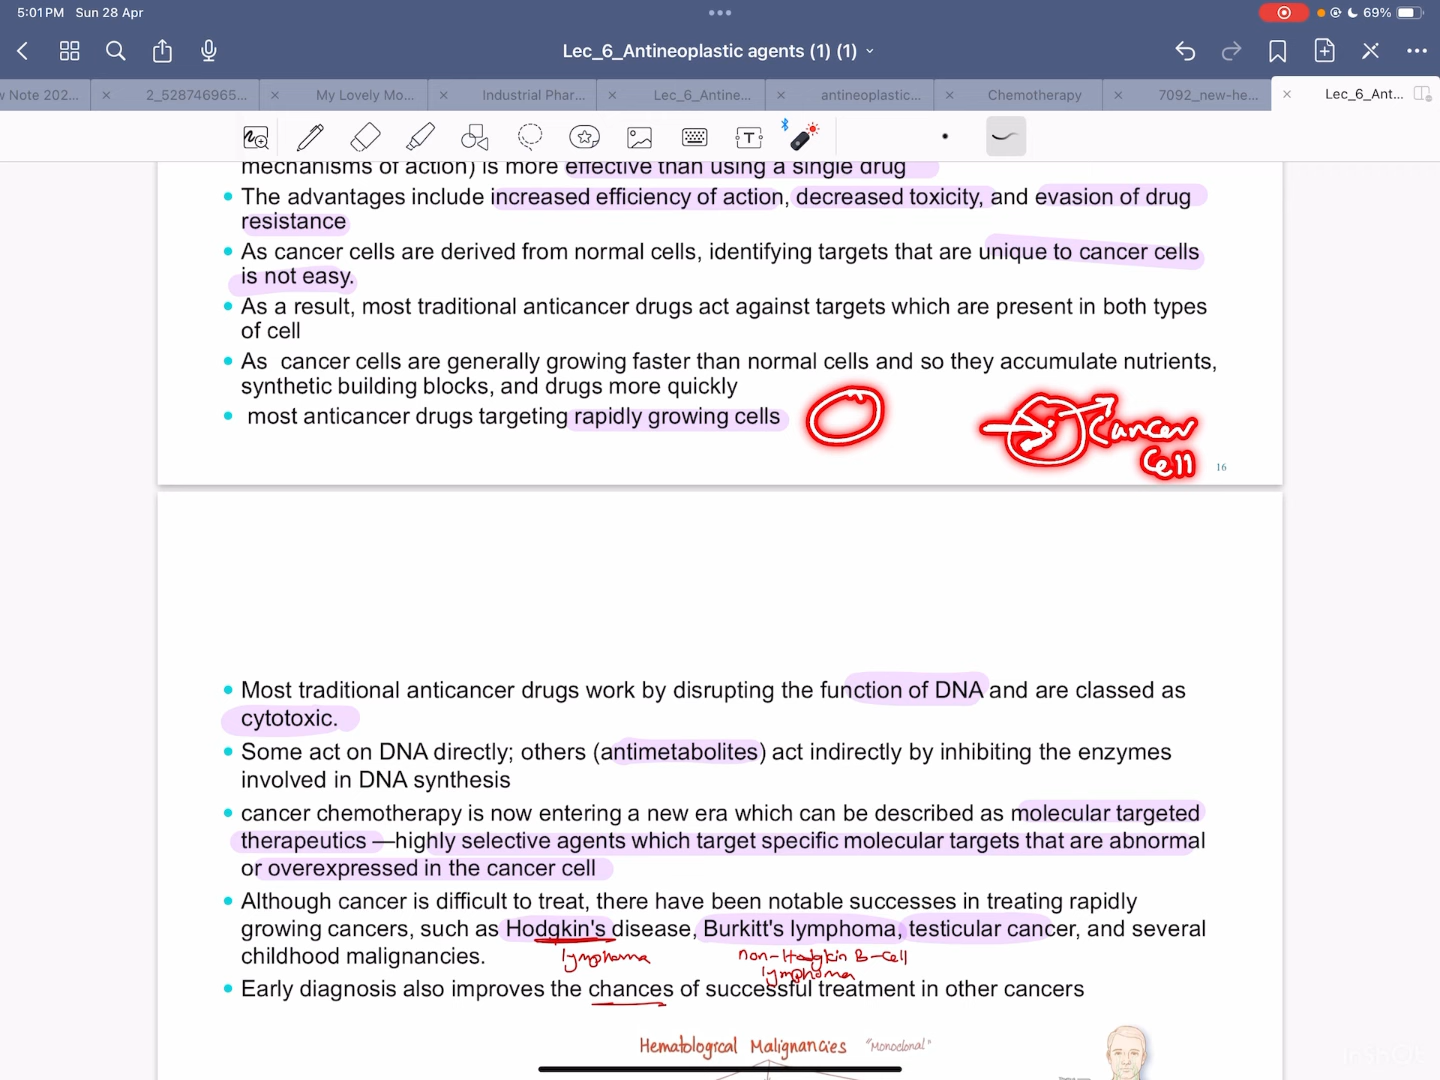 5:01 PM Sun 28 Apr
69%
Lec_6_Antineoplastic agents (1) (1)
w Note 202...
2_528746965...
My Lovely Mo...
Industrial Phar...
Lec_6_Antine...
antineoplastic...
Chemotherapy
7092_new-he...
Lec_6_Ant...
mechanisms of action) is more effective than using a single drug
• The advantages include increased efficiency of action, decreased toxicity, and evasion of drug
resistance
• As cancer cells are derived from normal cells, identifying targets that are unique to cancer cells
is not easy.
• As a result, most traditional anticancer drugs act against targets which are present in both types
of cell
• As cancer cells are generally growing faster than normal cells and so they accumulate nutrients,
synthetic building blocks, and drugs more quickly
• most anticancer drugs targeting rapidly growing cells
Cancer
Cell
16
• Most traditional anticancer drugs work by disrupting the function of DNA and are classed as
cytotoxic.
• Some act on DNA directly; others (antimetabolites) act indirectly by inhibiting the enzymes
involved in DNA synthesis
• cancer chemotherapy is now entering a new era which can be described as molecular targeted
therapeutics —highly selective agents which target specific molecular targets that are abnormal
or overexpressed in the cancer cell
• Although cancer is difficult to treat, there have been notable successes in treating rapidly
growing cancers, such as Hodgkin's disease, Burkitt's lymphoma, testicular cancer, and several
childhood malignancies.
lymphoma
non-Hodgkin B-cell
lymphoma
• Early diagnosis also improves the chances of successful treatment in other cancers
Hematological Malignancies "Monoclonal"
InShOt